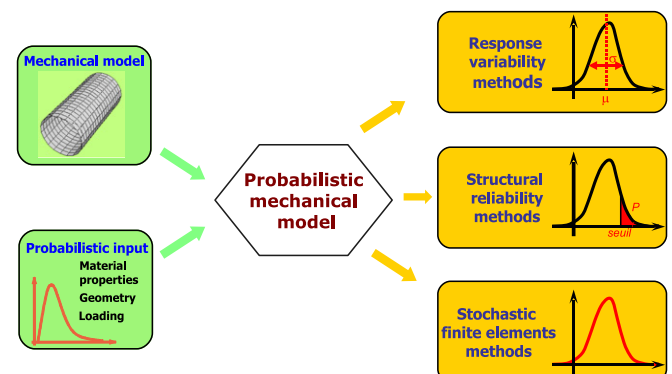 Mechanical model
Probabilistic input
Material
properties
Geometry
Loading
Probabilistic
mechanical
model
Response
variability
methods
σ
μ
Structural
reliability
methods
P
seuil
Stochastic
finite elements
methods